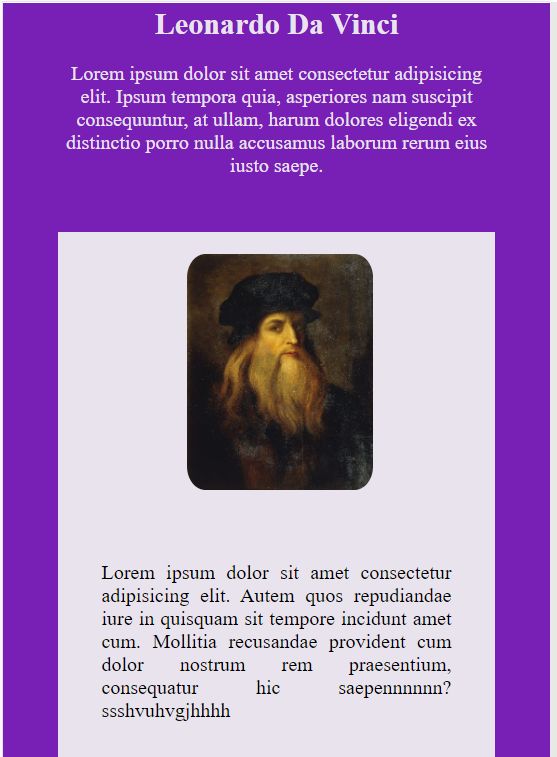 Leonardo Da Vinci
Lorem ipsum dolor sit amet consectetur adipisicing
elit. Ipsum tempora quia, asperiores nam suscipit
consequuntur, at ullam, harum dolores eligendi ex
distinctio porro nulla accusamus laborum rerum eius
iusto saepe.
Lorem ipsum dolor sit amet consectetur
adipisicing elit. Autem quos repudiandae
iure in quisquam sit tempore incidunt amet
cum. Mollitia recusandae provident cum
dolor nostrum rem praesentium,
consequatur hic saepennnnnn?
ssshvuhvgjhhhh